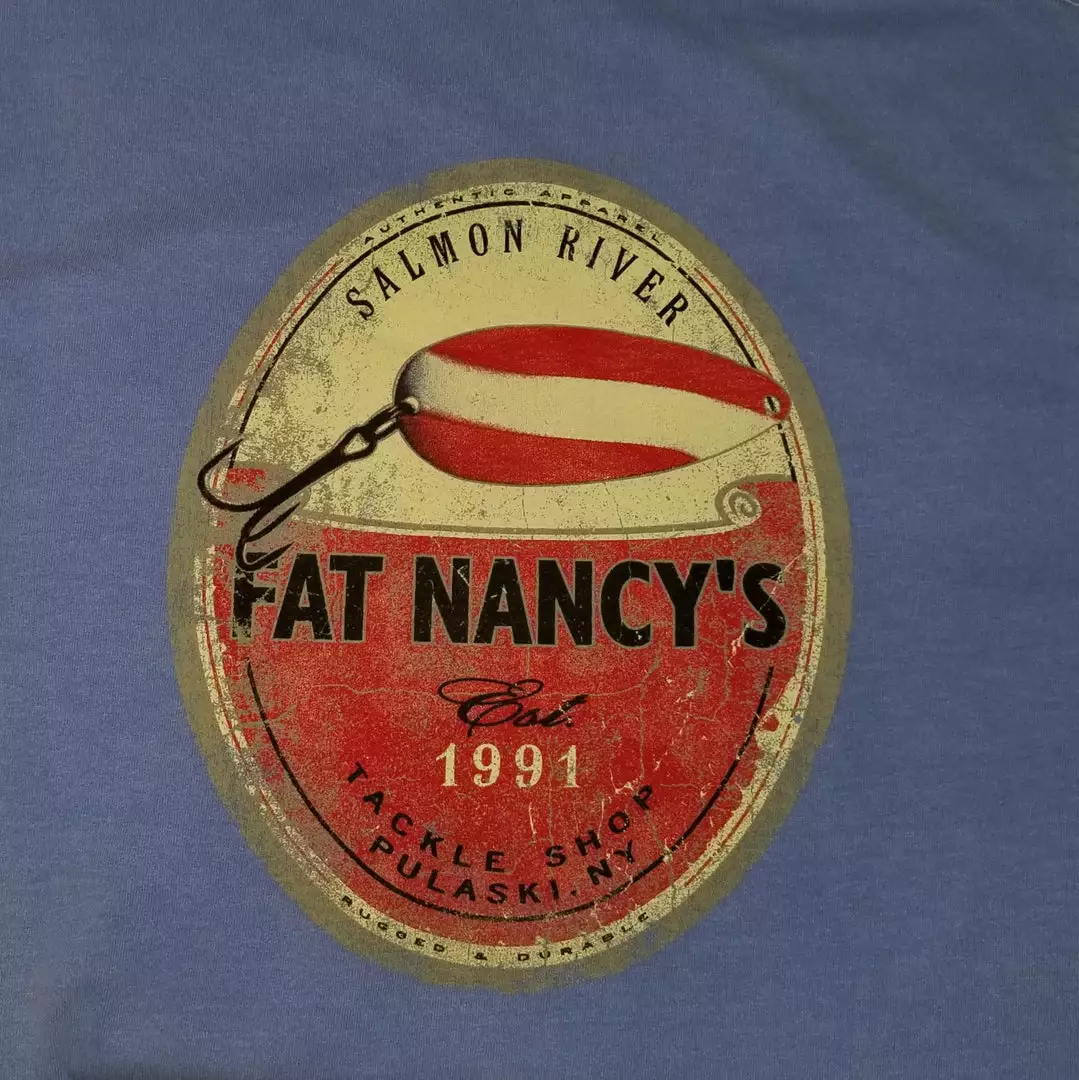 AUTHENTIC APPAREL
SALMON RIVER
FAT NANCY'S
Est.
1991
TACKLE SHOP
PULASKI, NY
RUGGED & DURABLE